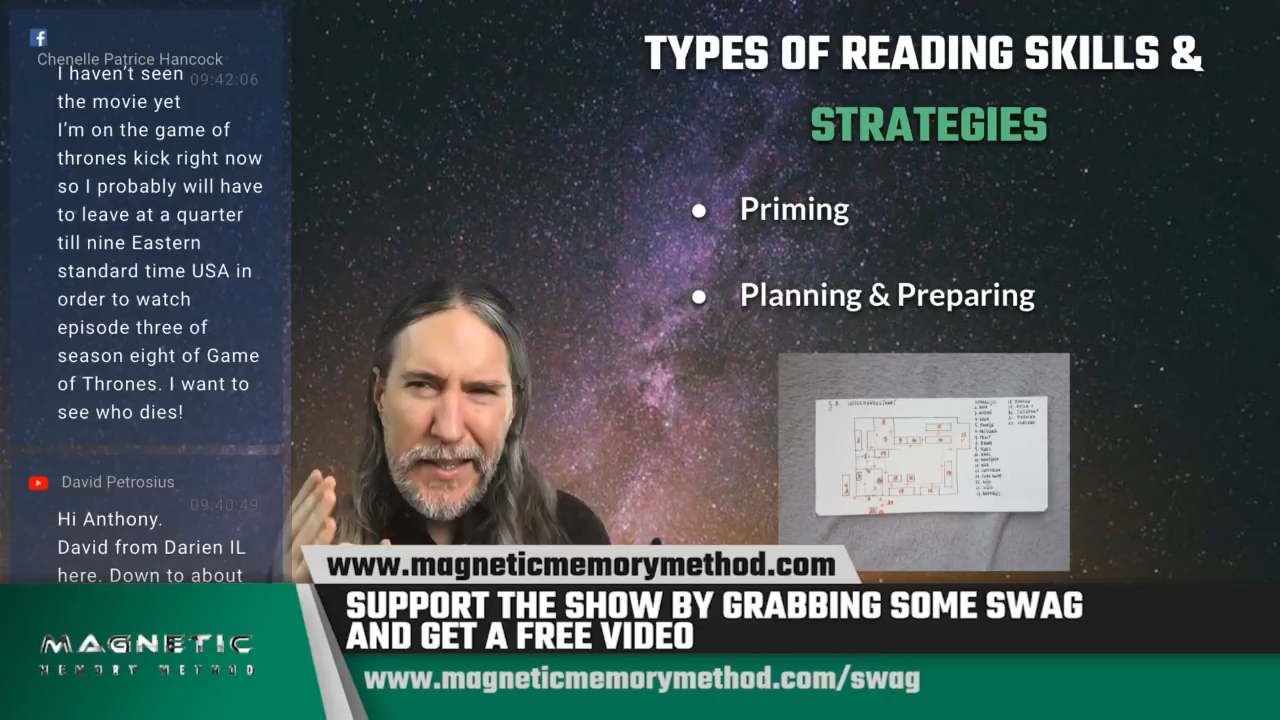 Chenelle Patrice Hancock
09:42:06
I haven't seen
the movie yet
I'm on the game of
thrones kick right now
so I probably will have
to leave at a quarter
till nine Eastern
standard time USA in
order to watch
episode three of
season eight of Game
of Thrones. I want to
see who dies!
David Petrosius
09:40:49
Hi Anthony.
David from Darien IL
here. Down to about
TYPES OF READING SKILLS &
STRATEGIES
● Priming
● Planning & Preparing
www.magneticmemorymethod.com
SUPPORT THE SHOW BY GRABBING SOME SWAG
AND GET A FREE VIDEO
www.magneticmemorymethod.com/swag
MAGNETIC
MEMORY METHOD